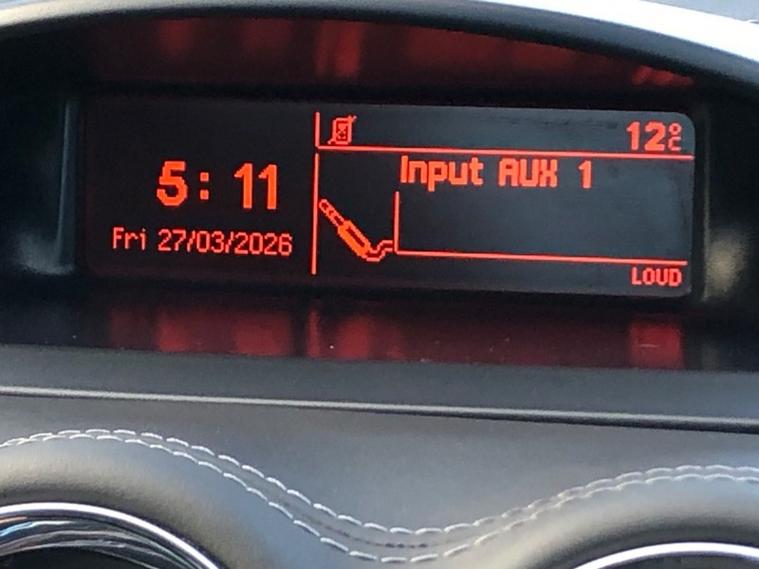 5:11
Fri 27/03/2026
12°C
Input AUX 1
LOUD